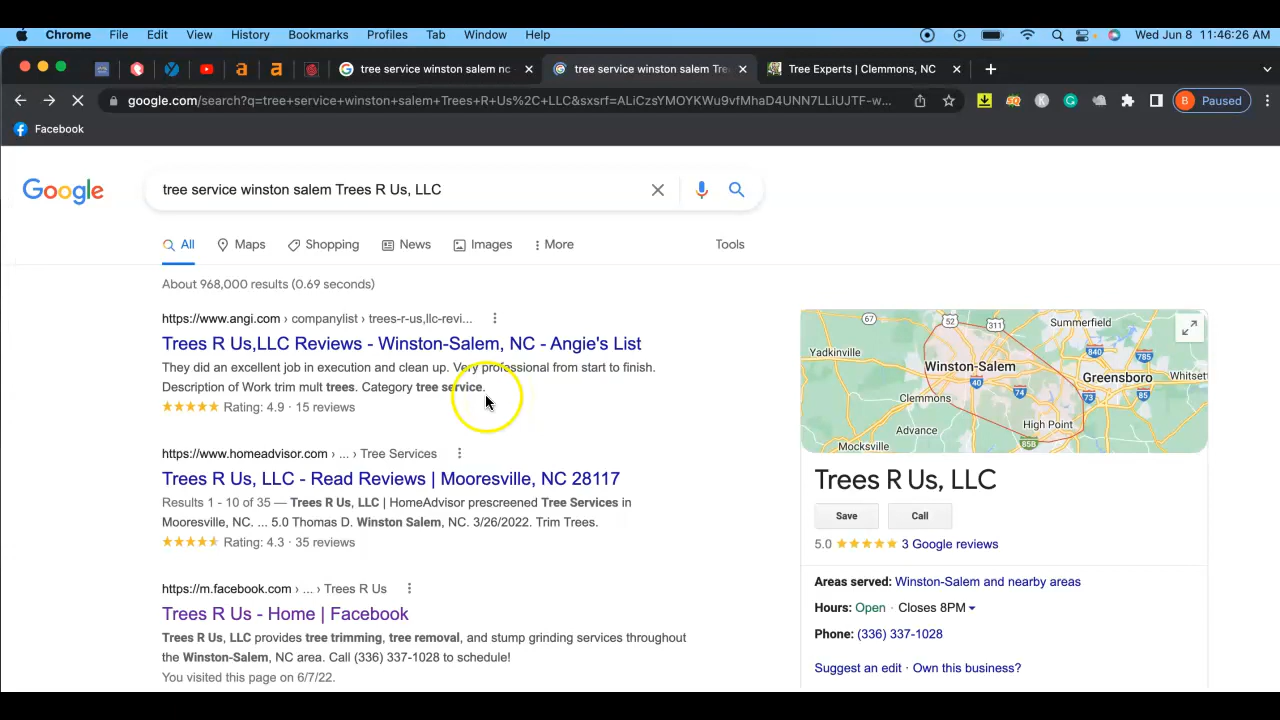 Chrome File Edit View History Bookmarks Profiles Tab Window Help Wed Jun 8 11:46:26 AM
tree service winston salem nc tree service winston salem Tre Tree Experts | Clemmons, NC
google.com/search?q=tree+service+winston+salem+Trees+R+Us%2C+LLC&sxsrf=ALiCzsYMOYKWu9vfMhaD4UNN7LLiUJTF-w... B Paused
Facebook
Google tree service winston salem Trees R Us, LLC
All Maps Shopping News Images More Tools
About 968,000 results (0.69 seconds)
https://www.angi.com › companylist › trees-r-us,llc-revi...
Trees R Us,LLC Reviews - Winston-Salem, NC - Angie's List
They did an excellent job in execution and clean up. Very professional from start to finish.
Description of Work trim mult trees. Category tree service.
Rating: 4.9 · 15 reviews
https://www.homeadvisor.com › ... › Tree Services
Trees R Us, LLC - Read Reviews | Mooresville, NC 28117
Results 1 - 10 of 35 — Trees R Us, LLC | HomeAdvisor prescreened Tree Services in
Mooresville, NC. ... 5.0 Thomas D. Winston Salem, NC. 3/26/2022. Trim Trees.
Rating: 4.3 · 35 reviews
https://m.facebook.com › ... › Trees R Us
Trees R Us - Home | Facebook
Trees R Us, LLC provides tree trimming, tree removal, and stump grinding services throughout
the Winston-Salem, NC area. Call (336) 337-1028 to schedule!
You visited this page on 6/7/22.
67 52 311 Summerfield
Yadkinville 840 785
Winston-Salem Whitset
40 Greensboro
74
Clemmons 73 85
Advance High Point
Mocksville 85B
Trees R Us, LLC
Save Call
5.0 3 Google reviews
Areas served: Winston-Salem and nearby areas
Hours: Open · Closes 8PM
Phone: (336) 337-1028
Suggest an edit · Own this business?